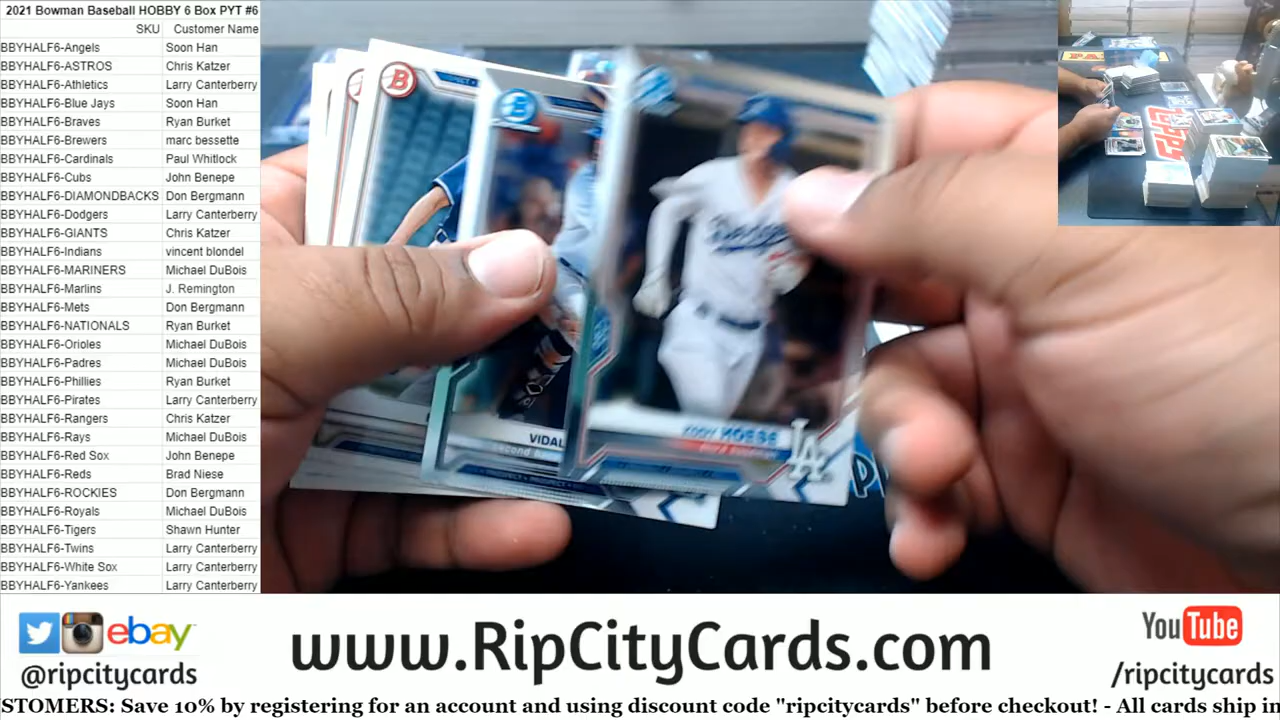 2021 Bowman Baseball HOBBY 6 Box PYT #6
SKU Customer Name
BBYHALF6-Angels Soon Han
BBYHALF6-ASTROS Chris Katzer
BBYHALF6-Athletics Larry Canterberry
BBYHALF6-Blue Jays Soon Han
BBYHALF6-Braves Ryan Burket
BBYHALF6-Brewers marc bessette
BBYHALF6-Cardinals Paul Whitlock
BBYHALF6-Cubs John Benepe
BBYHALF6-DIAMONDBACKS Don Bergmann
BBYHALF6-Dodgers Larry Canterberry
BBYHALF6-GIANTS Chris Katzer
BBYHALF6-Indians vincent blondel
BBYHALF6-MARINERS Michael DuBois
BBYHALF6-Marlins J. Remington
BBYHALF6-Mets Don Bergmann
BBYHALF6-NATIONALS Ryan Burket
BBYHALF6-Orioles Michael DuBois
BBYHALF6-Padres Michael DuBois
BBYHALF6-Phillies Ryan Burket
BBYHALF6-Pirates Larry Canterberry
BBYHALF6-Rangers Chris Katzer
BBYHALF6-Rays Michael DuBois
BBYHALF6-Red Sox John Benepe
BBYHALF6-Reds Brad Niese
BBYHALF6-ROCKIES Don Bergmann
BBYHALF6-Royals Michael DuBois
BBYHALF6-Tigers Shawn Hunter
BBYHALF6-Twins Larry Canterberry
BBYHALF6-White Sox Larry Canterberry
BBYHALF6-Yankees Larry Canterberry
B
B
Dodgers
VIDAL
KODY HOESE
LA
TOPPS
ebay
@ripcitycards
www.RipCityCards.com
YouTube
/ripcitycards
STOMERS: Save 10% by registering for an account and using discount code "ripcitycards" before checkout! - All cards ship in